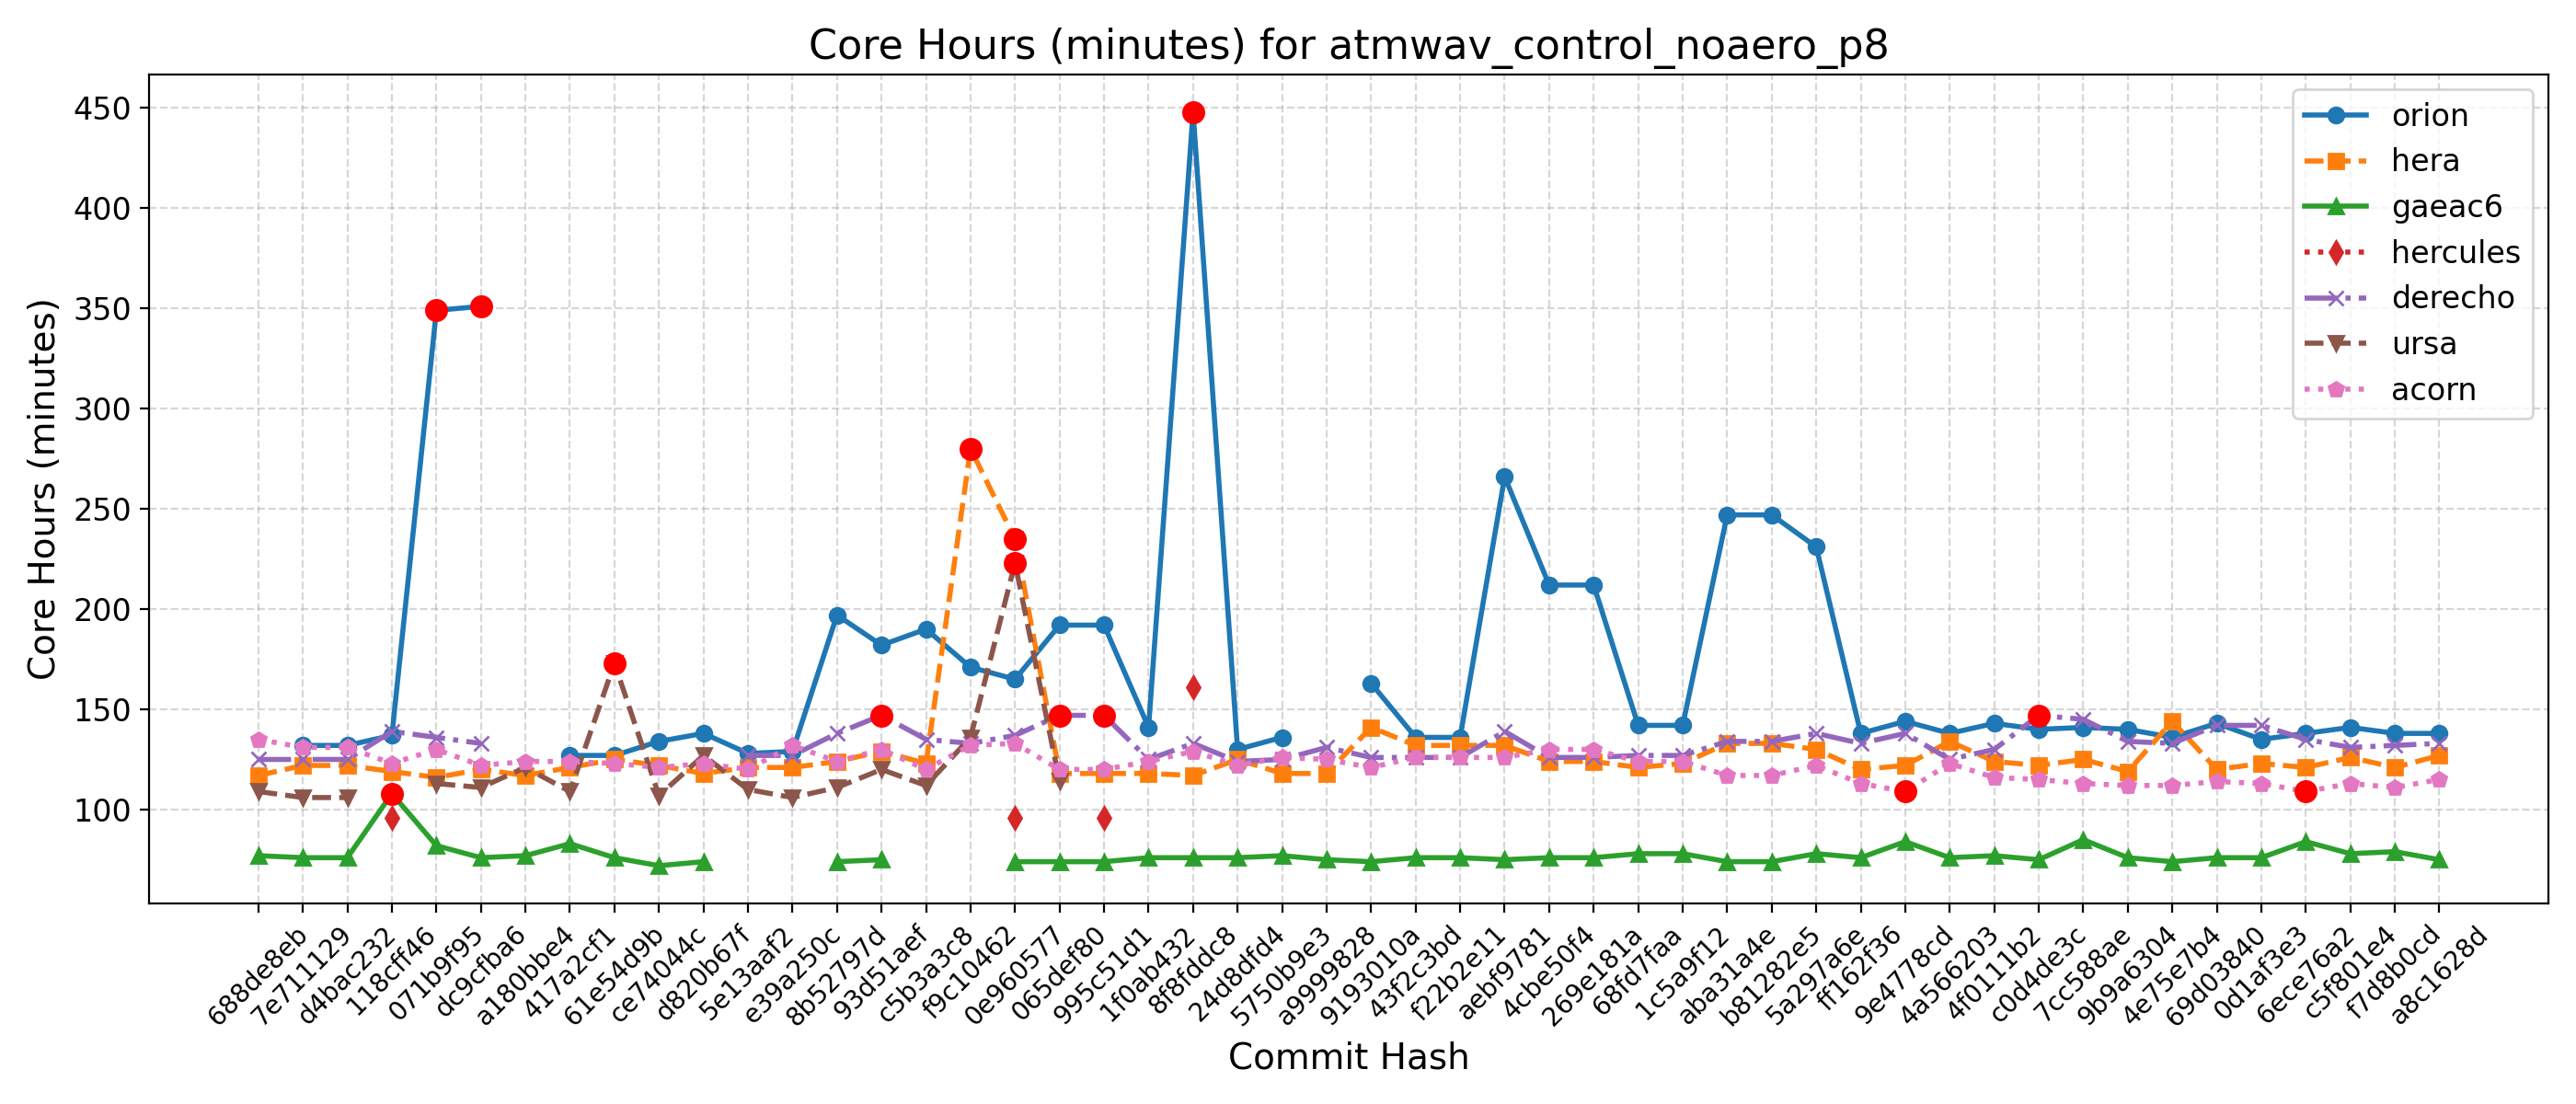 Core Hours (minutes) for atmwav_control_noaero_p8
Core Hours (minutes)
450
400
350
300
250
200
150
100
orion
hera
gaeac6
hercules
derecho
ursa
acorn
688de8eb
7e711129
d4bac232
118cff46
071b9f95
dc9cfba6
a180bbe4
417a2cf1
61e54d9b
ce74044c
d820b67f
5e13aaf2
e39a250c
8b52797d
93d51aef
c5b3a3c8
f9c10462
0e960577
065def80
995c51d1
1f0ab432
8f8fddc8
24d8dfd4
5750b9e3
a9999828
9193010a
43f2c3bd
f22b2e11
aebf9781
4cbe50f4
269e181a
68fd7faa
1c5a9f12
aba31a4e
b81282e5
5a297a6e
ff162f36
9e4778cd
4a566203
4f0111b2
c0d4de3c
7cc588ae
9b9a6304
4e75e7b4
69d03840
0d1af3e3
6ece76a2
c5f801e4
f7d8b0cd
a8c1628d
Commit Hash